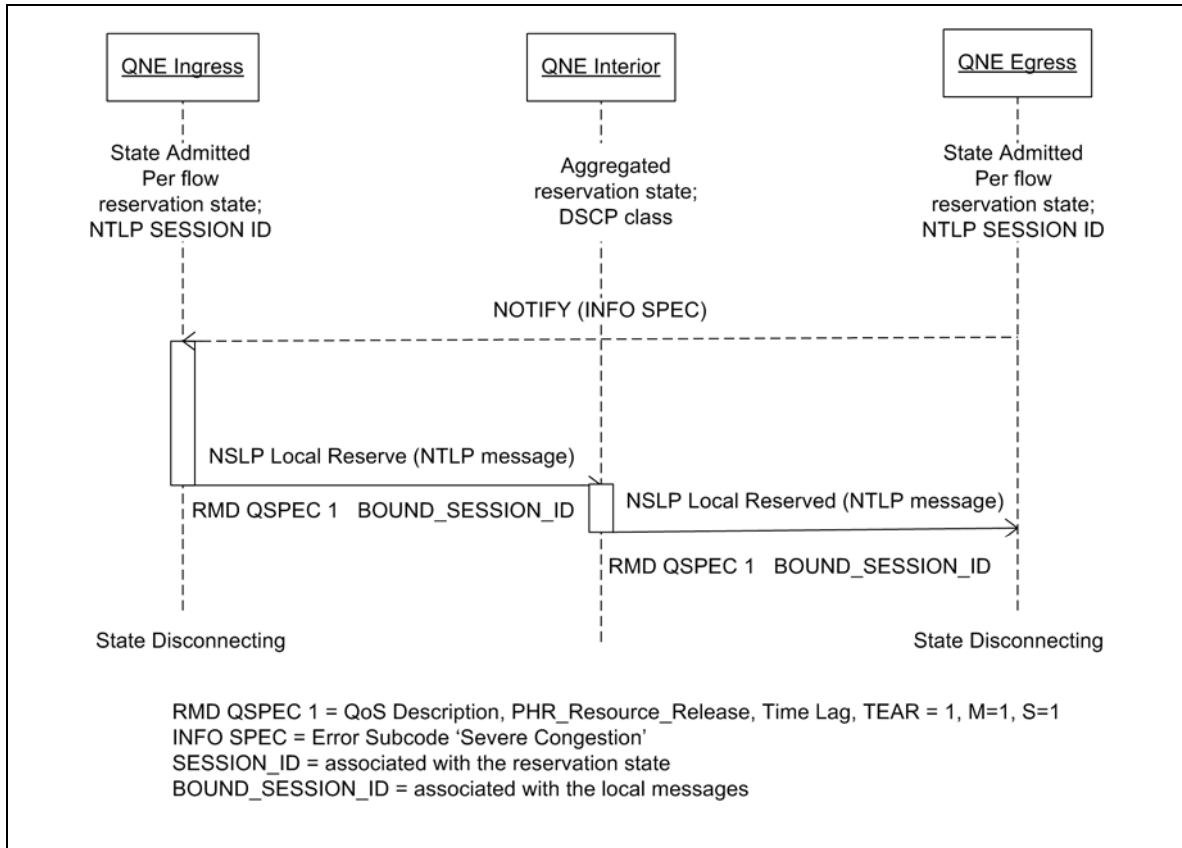 QNE Ingress
QNE Interior
QNE Egress
State Admitted
Per flow
reservation state;
NTLP SESSION ID
Aggregated
reservation state;
DSCP class
State Admitted
Per flow
reservation state;
NTLP SESSION ID
NOTIFY (INFO SPEC)
NSLP Local Reserve (NTLP message)
RMD QSPEC 1 BOUND_SESSION_ID
NSLP Local Reserved (NTLP message)
RMD QSPEC 1 BOUND_SESSION_ID
State Disconnecting
State Disconnecting
RMD QSPEC 1 = QoS Description, PHR_Resource_Release, Time Lag, TEAR = 1, M=1, S=1
INFO SPEC = Error Subcode ‘Severe Congestion’
SESSION_ID = associated with the reservation state
BOUND_SESSION_ID = associated with the local messages